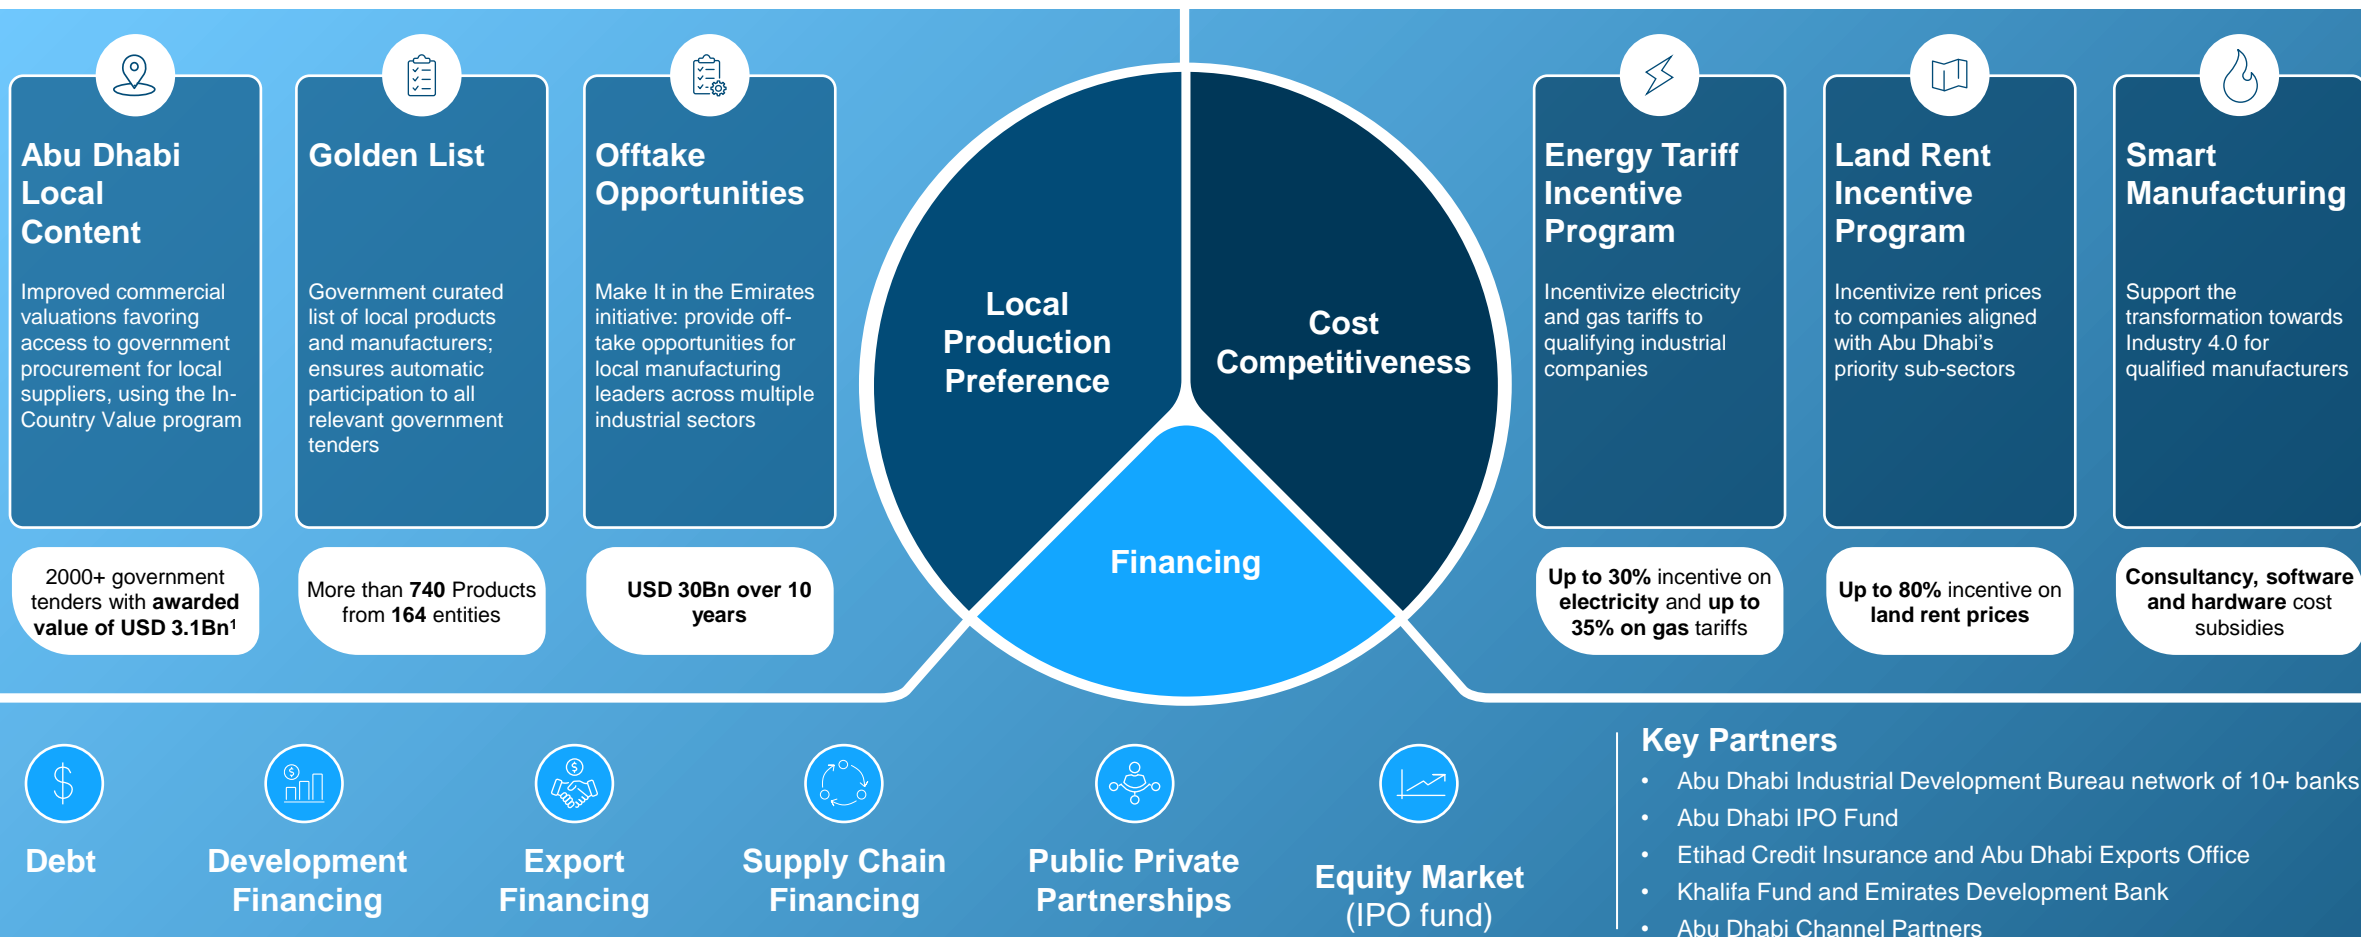 Abu Dhabi
Local
Content
Improved commercial
valuations favoring
access to government
procurement for local
suppliers, using the In-
Country Value program
2000+ government
tenders with awarded
value of USD 3.1Bn¹
Golden List
Government curated
list of local products
and manufacturers;
ensures automatic
participation to all
relevant government
tenders
More than 740 Products
from 164 entities
Offtake
Opportunities
Make It in the Emirates
initiative: provide off-
take opportunities for
local manufacturing
leaders across multiple
industrial sectors
USD 30Bn over 10
years
Local
Production
Preference
Cost
Competitiveness
Financing
Energy Tariff
Incentive
Program
Incentivize electricity
and gas tariffs to
qualifying industrial
companies
Up to 30% incentive on
electricity and up to
35% on gas tariffs
Land Rent
Incentive
Program
Incentivize rent prices
to companies aligned
with Abu Dhabi's
priority sub-sectors
Up to 80% incentive on
land rent prices
Smart
Manufacturing
Support the
transformation towards
Industry 4.0 for
qualified manufacturers
Consultancy, software
and hardware cost
subsidies
Debt
Development
Financing
Export
Financing
Supply Chain
Financing
Public Private
Partnerships
Equity Market
(IPO fund)
Key Partners
• Abu Dhabi Industrial Development Bureau network of 10+ banks
• Abu Dhabi IPO Fund
• Etihad Credit Insurance and Abu Dhabi Exports Office
• Khalifa Fund and Emirates Development Bank
• Abu Dhabi Channel Partners